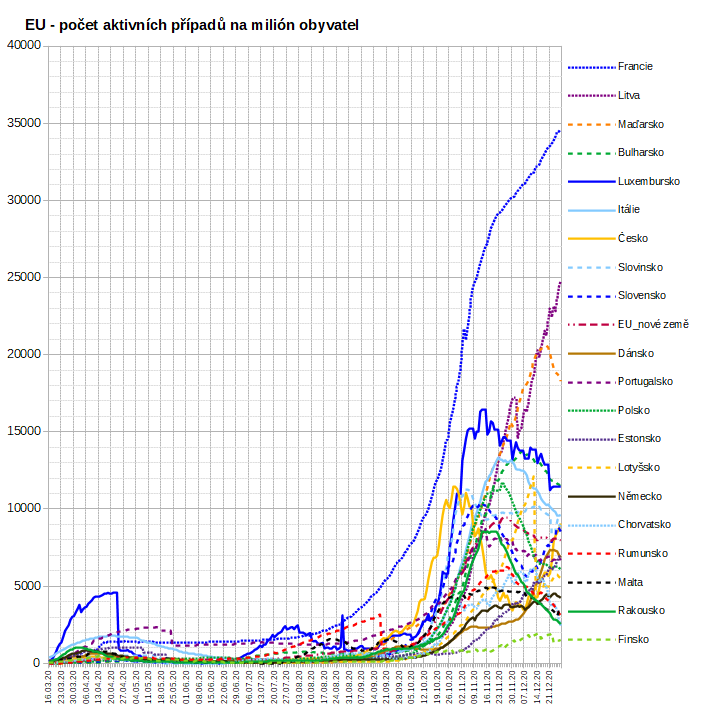 EU - počet aktivních případů na milión obyvatel
40000
35000
30000
25000
20000
15000
10000
5000
0
16.03.20
23.03.20
30.03.20
06.04.20
13.04.20
20.04.20
27.04.20
04.05.20
11.05.20
18.05.20
25.05.20
01.06.20
08.06.20
15.06.20
22.06.20
29.06.20
06.07.20
13.07.20
20.07.20
27.07.20
03.08.20
10.08.20
17.08.20
24.08.20
31.08.20
07.09.20
14.09.20
21.09.20
28.09.20
05.10.20
12.10.20
19.10.20
26.10.20
02.11.20
09.11.20
16.11.20
23.11.20
30.11.20
07.12.20
14.12.20
21.12.20
Francie
Litva
Maďarsko
Bulharsko
Luxembursko
Itálie
Česko
Slovinsko
Slovensko
EU_nové země
Dánsko
Portugalsko
Polsko
Estonsko
Lotyšsko
Německo
Chorvatsko
Rumunsko
Malta
Rakousko
Finsko